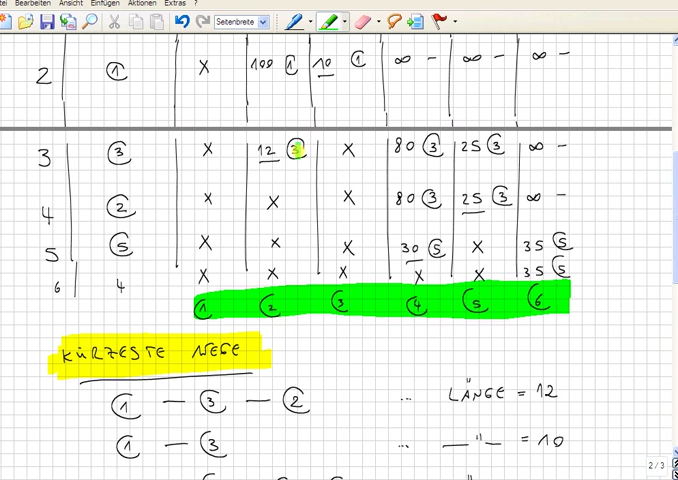 tei Bearbeiten Ansicht Einfügen Aktionen Extras ?
Seitenbreite
2 1 X 100 1 10 1 ∞ – ∞ – ∞ –
3 3 X 12 3 X 80 3 25 3 ∞ –
4 2 X X X 80 3 25 3 ∞ –
5 5 X X X 30 5 X 35 5
6 4 X X X X X 35 5
1 2 3 4 5 6
KÜRZESTE WEGE
1 — 3 — 2 ... LÄNGE = 12
1 — 3 ... —"— = 10
2/3